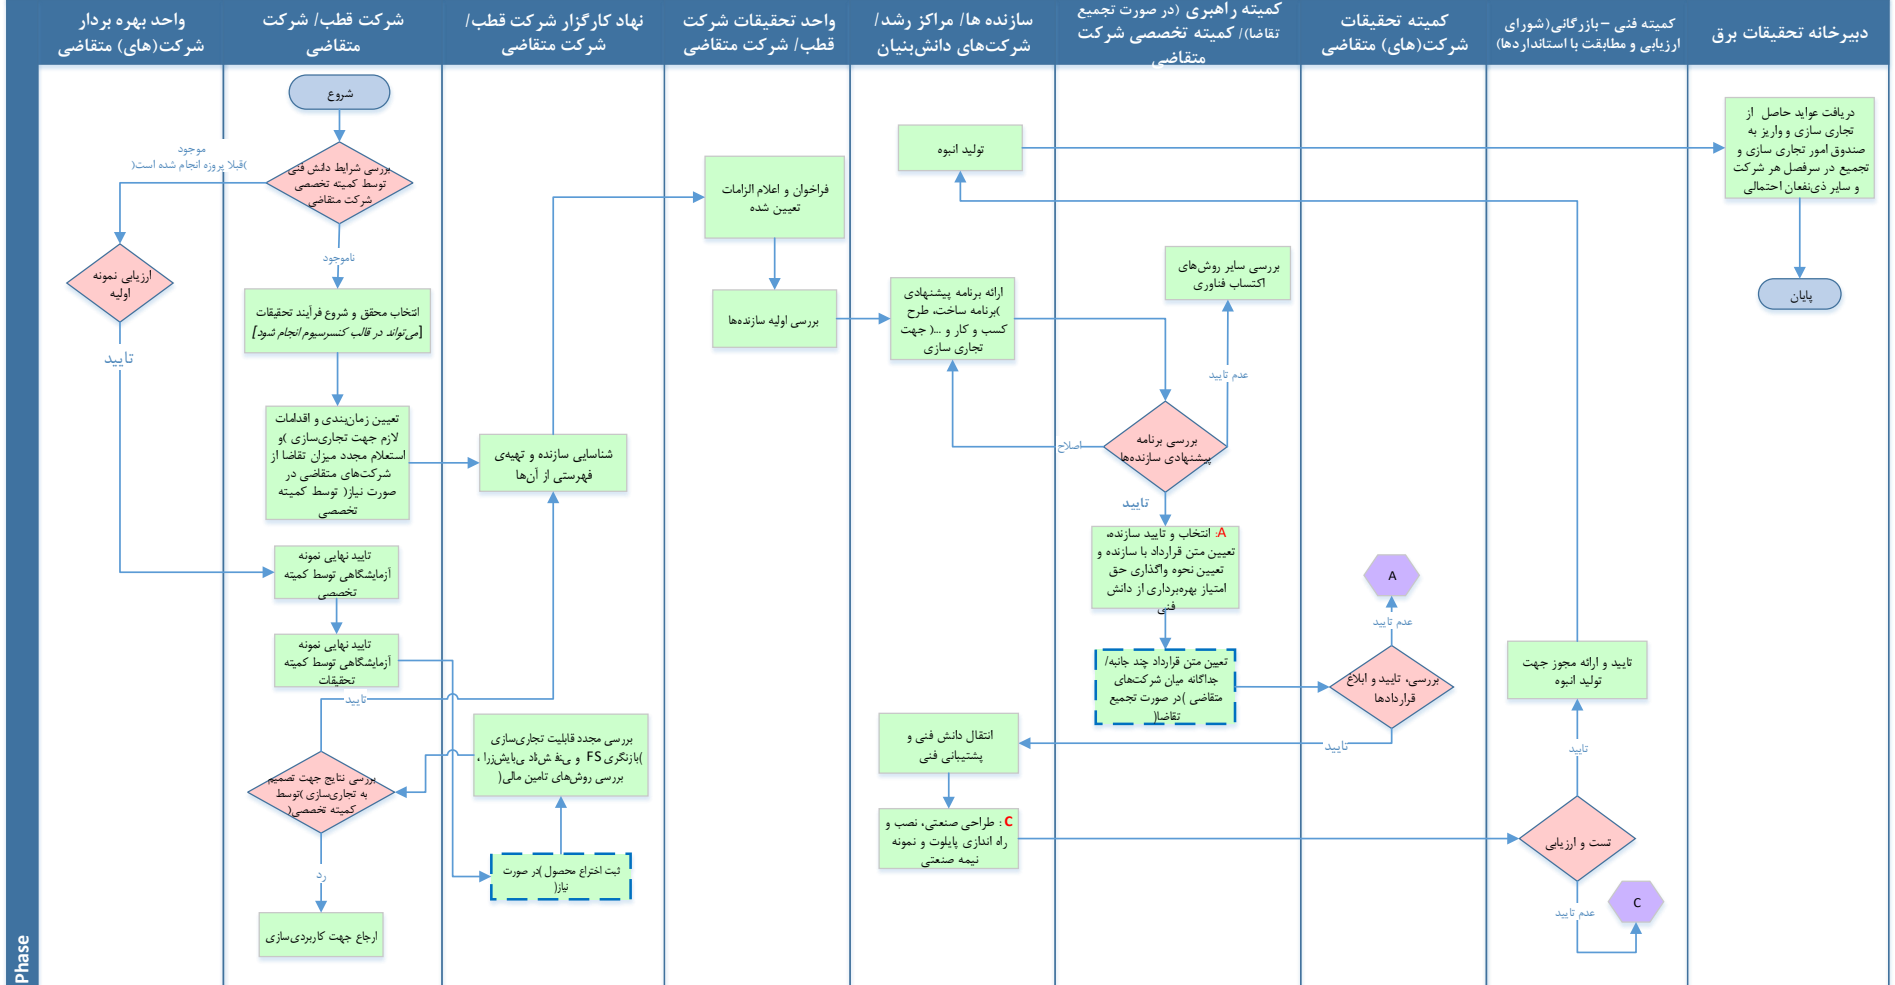 واحد بهره بردار
شرکت(های) متقاضی
شرکت قطب/ شرکت
متقاضی
نهاد کارگزار شرکت قطب/
شرکت متقاضی
واحد تحقیقات شرکت
قطب/ شرکت متقاضی
سازنده ها/ مراکز رشد/
شرکت‌های دانش‌بنیان
کمیته راهبری (در صورت تجمیع
تقاضا)/ کمیته تخصصی شرکت
متقاضی
کمیته تحقیقات
شرکت(های) متقاضی
کمیته فنی – بازرگانی(شورای
ارزیابی و مطابقت با استانداردها)
دبیرخانه تحقیقات برق
شروع
بررسی شرایط دانش فنی
توسط کمیته تخصصی
شرکت متقاضی
موجود
)قبلا پروژه انجام شده است(
ناموجود
ارزیابی نمونه
اولیه
تایید
انتخاب محقق و شروع فرآیند تحقیقات
[می‌تواند در قالب کنسرسیوم انجام شود]
تعیین زمان‌بندی و اقدامات
لازم جهت تجاری‌سازی )و
استعلام مجدد میزان تقاضا از
شرکت‌های متقاضی در
صورت نیاز( توسط کمیته
تخصصی
تایید نهایی نمونه
آزمایشگاهی توسط کمیته
تخصصی
تایید نهایی نمونه
آزمایشگاهی توسط کمیته
تحقیقات
تایید
بررسی نتایج جهت تصمیم
به تجاری‌سازی )توسط
کمیته تخصصی(
رد
ارجاع جهت کاربردی‌سازی
شناسایی سازنده و تهیه‌ی
فهرستی از آن‌ها
بررسی مجدد قابلیت تجاری‌سازی
)بازنگری FS و
بررسی روش‌های تامین مالی(
ثبت اختراع محصول )در صورت
نیاز(
فراخوان و اعلام الزامات
تعیین شده
بررسی اولیه سازنده‌ها
تولید انبوه
ارائه برنامه پیشنهادی
)برنامه ساخت، طرح
کسب و کار و ...( جهت
تجاری سازی
انتقال دانش فنی و
پشتیبانی فنی
C : طراحی صنعتی، نصب و
راه اندازی پایلوت و نمونه
نیمه صنعتی
بررسی سایر روش‌های
اکتساب فناوری
عدم تایید
بررسی برنامه
پیشنهادی سازنده‌ها
اصلاح
تایید
A: انتخاب و تایید سازنده،
تعیین متن قرارداد با سازنده و
تعیین نحوه واگذاری حق
امتیاز بهره‌برداری از دانش
فنی
تعیین متن قرارداد چند جانبه/
جداگانه میان شرکت‌های
متقاضی )در صورت تجمیع
تقاضا(
A
عدم تایید
بررسی، تایید و ابلاغ
قراردادها
تایید
تایید و ارائه مجوز جهت
تولید انبوه
تایید
تست و ارزیابی
عدم تایید
C
دریافت عواید حاصل از
تجاری سازی و واریز به
صندوق امور تجاری سازی و
تجمیع در سرفصل هر شرکت
و سایر ذی‌نفعان احتمالی
پایان
Phase